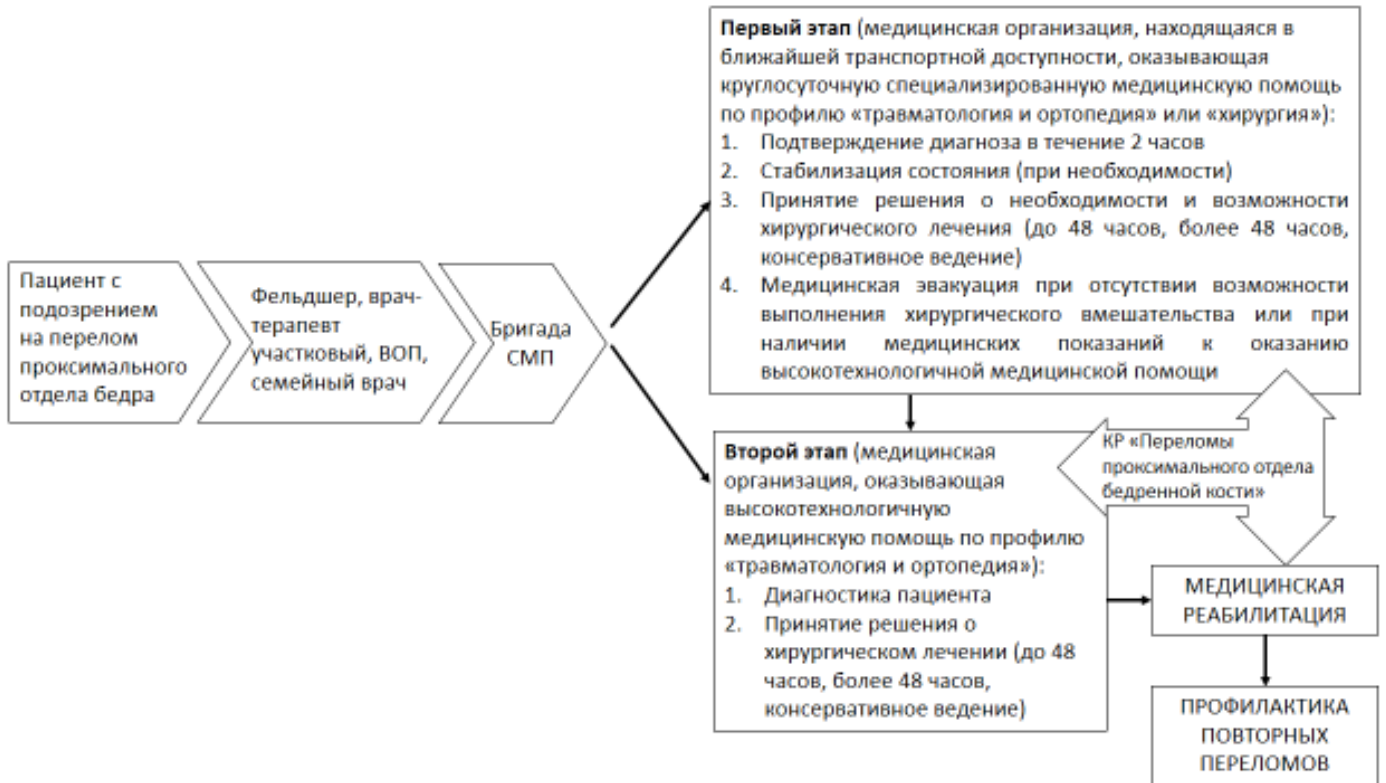 Пациент с
подозрением
на перелом
проксимального
отдела бедра
Фельдшер, врач-
терапевт
участковый, ВОП,
семейный врач
Бригада
СМП
Первый этап (медицинская организация, находящаяся в
ближайшей транспортной доступности, оказывающая
круглосуточную специализированную медицинскую помощь
по профилю «травматология и ортопедия» или «хирургия»):
1. Подтверждение диагноза в течение 2 часов
2. Стабилизация состояния (при необходимости)
3. Принятие решения о необходимости и возможности
хирургического лечения (до 48 часов, более 48 часов,
консервативное ведение)
4. Медицинская эвакуация при отсутствии возможности
выполнения хирургического вмешательства или при
наличии медицинских показаний к оказанию
высокотехнологичной медицинской помощи
Второй этап (медицинская
организация, оказывающая
высокотехнологичную
медицинскую помощь по профилю
«травматология и ортопедия»):
1. Диагностика пациента
2. Принятие решения о
хирургическом лечении (до 48
часов, более 48 часов,
консервативное ведение)
КР «Переломы
проксимального отдела
бедренной кости»
МЕДИЦИНСКАЯ
РЕАБИЛИТАЦИЯ
ПРОФИЛАКТИКА
ПОВТОРНЫХ
ПЕРЕЛОМОВ